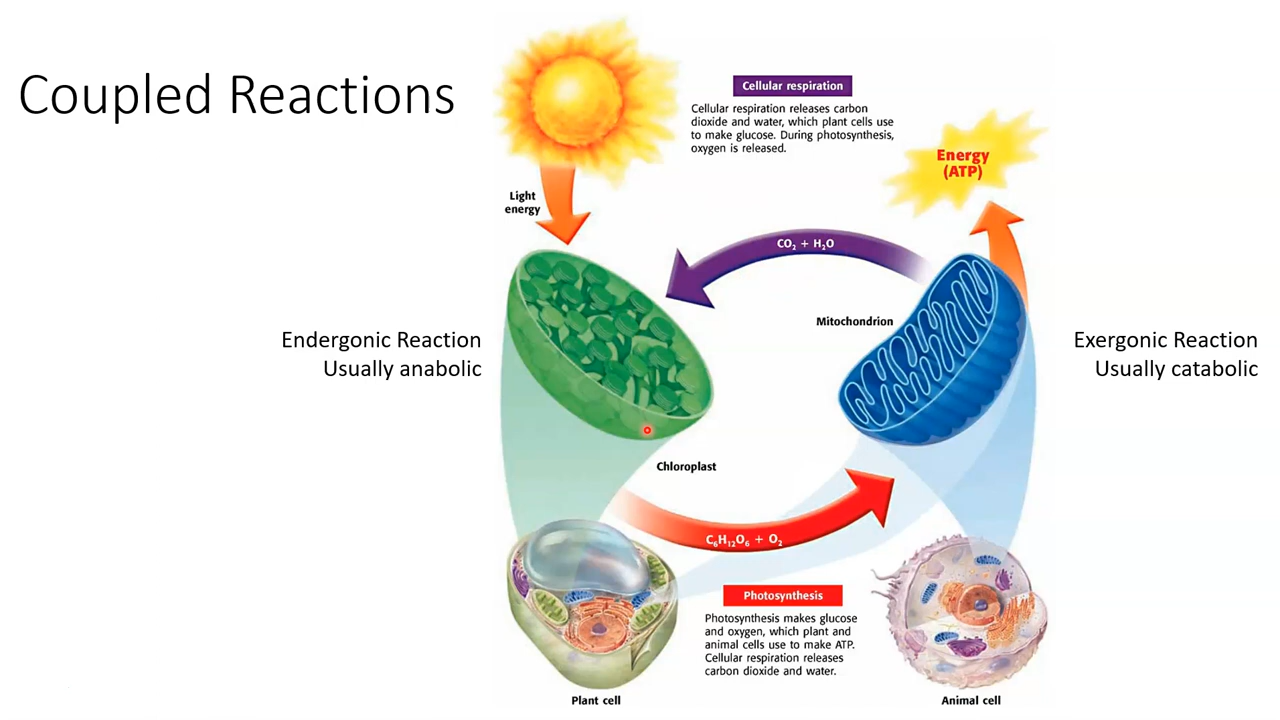 Coupled Reactions
Cellular respiration
Cellular respiration releases carbon
dioxide and water, which plant cells use
to make glucose. During photosynthesis,
oxygen is released.
Energy
(ATP)
Light
energy
CO₂ + H₂O
Mitochondrion
Endergonic Reaction
Usually anabolic
Exergonic Reaction
Usually catabolic
Chloroplast
C₆H₁₂O₆ + O₂
Photosynthesis
Photosynthesis makes glucose
and oxygen, which plant and
animal cells use to make ATP.
Cellular respiration releases
carbon dioxide and water.
Plant cell
Animal cell